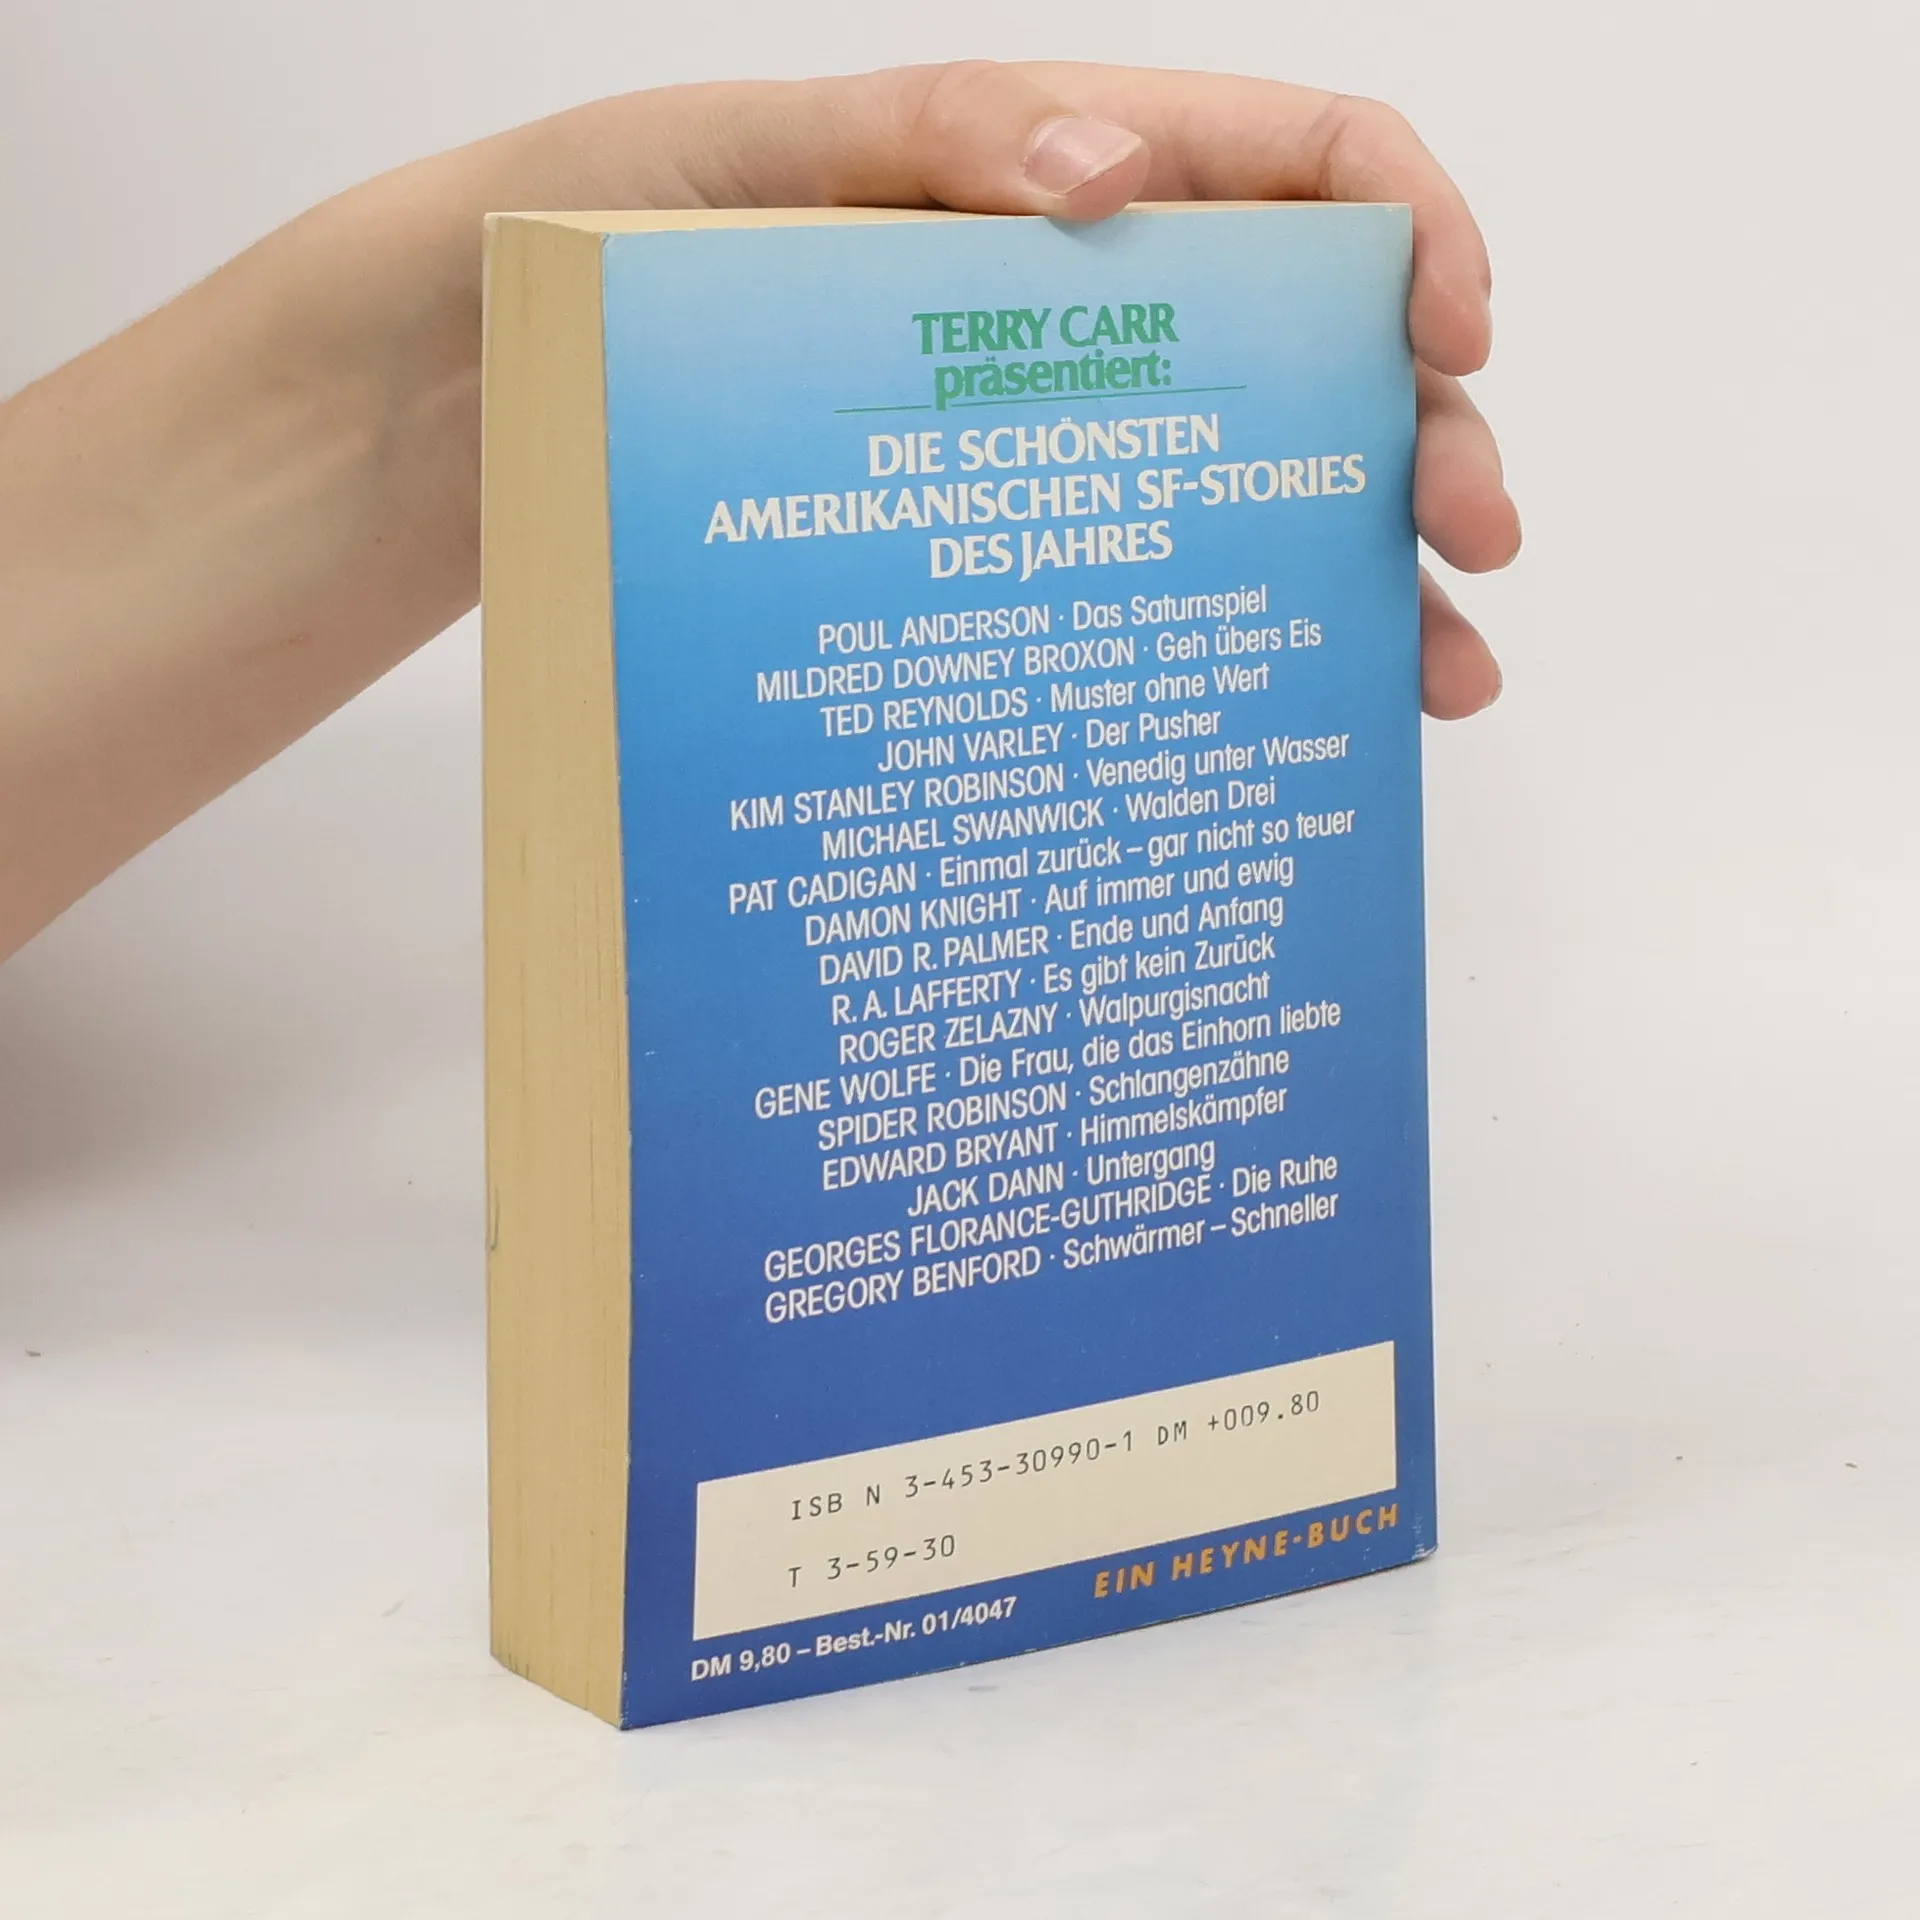 TERRY CARR
präsentiert:
DIE SCHÖNSTEN
AMERIKANISCHEN SF-STORIES
DES JAHRES
POUL ANDERSON · Das Saturnspiel
MILDRED DOWNEY BROXON · Geh übers Eis
TED REYNOLDS · Muster ohne Wert
JOHN VARLEY · Der Pusher
KIM STANLEY ROBINSON · Venedig unter Wasser
MICHAEL SWANWICK · Walden Drei
PAT CADIGAN · Einmal zurück – gar nicht so teuer
DAMON KNIGHT · Auf immer und ewig
DAVID R. PALMER · Ende und Anfang
R. A. LAFFERTY · Es gibt kein Zurück
ROGER ZELAZNY · Walpurgisnacht
GENE WOLFE · Die Frau, die das Einhorn liebte
SPIDER ROBINSON · Schlangenzähne
EDWARD BRYANT · Himmelskämpfer
JACK DANN · Untergang
GEORGES FLORANCE-GUTHRIDGE · Die Ruhe
GREGORY BENFORD · Schwärmer – Schneller
ISB N 3-453-30990-1 DM +009.80
T 3-59-30
DM 9,80 – Best.-Nr. 01/4047
EIN HEYNE-BUCH